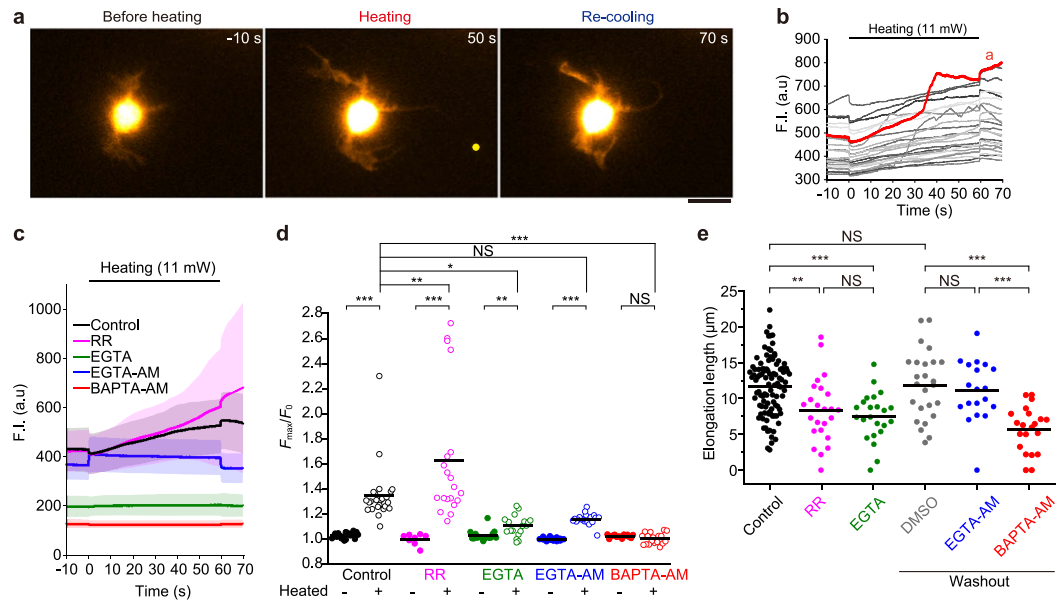 a
Before heating
Heating
Re-cooling
-10 s
50 s
70 s
b
Heating (11 mW)
a
F.I. (a.u)
900
800
700
600
500
400
300
-10 0 10 20 30 40 50 60 70
Time (s)
c
Heating (11 mW)
Control
RR
EGTA
EGTA-AM
BAPTA-AM
F.I. (a.u)
1000
800
600
400
200
0
-10 0 10 20 30 40 50 60 70
Time (s)
d
***
NS
*
**
*** *** ** *** NS
Fmax/F0
2.8
2.6
2.4
2.2
2.0
1.8
1.6
1.4
1.2
1.0
0.8
Control RR EGTA EGTA-AM BAPTA-AM
Heated - + - + - + - + - +
e
NS
*** ***
** NS NS ***
Elongation length (μm)
25
20
15
10
5
0
Control RR EGTA DMSO EGTA-AM BAPTA-AM
Washout